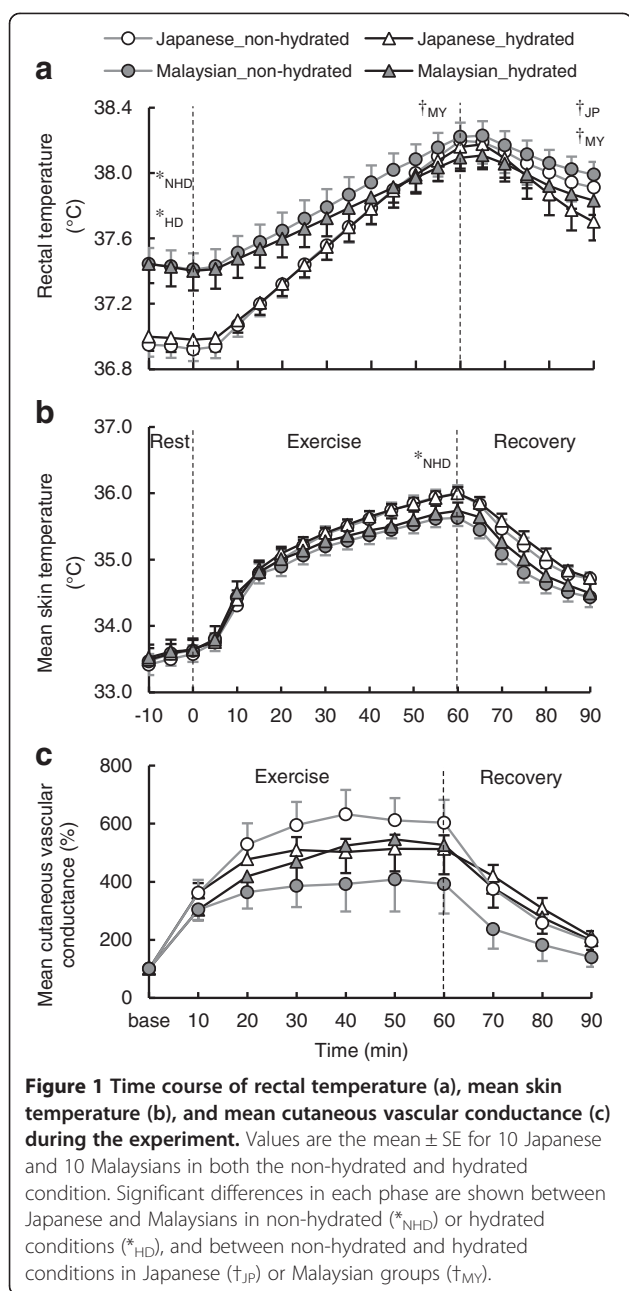 Japanese_non-hydrated Japanese_hydrated
Malaysian_non-hydrated Malaysian_hydrated
a
Rectal temperature
(°C)
38.4
38.0
37.6
37.2
36.8
*NHD
*HD
†MY
†JP
†MY
b
Mean skin temperature
(°C)
37.0
36.0
35.0
34.0
33.0
Rest Exercise Recovery
*NHD
-10 0 10 20 30 40 50 60 70 80 90
c
Mean cutaneous vascular
conductance (%)
800
600
400
200
0
Exercise Recovery
base 10 20 30 40 50 60 70 80 90
Time (min)
Figure 1 Time course of rectal temperature (a), mean skin
temperature (b), and mean cutaneous vascular conductance (c)
during the experiment. Values are the mean ± SE for 10 Japanese
and 10 Malaysians in both the non-hydrated and hydrated
condition. Significant differences in each phase are shown between
Japanese and Malaysians in non-hydrated (*NHD) or hydrated
conditions (*HD), and between non-hydrated and hydrated
conditions in Japanese (†JP) or Malaysian groups (†MY).